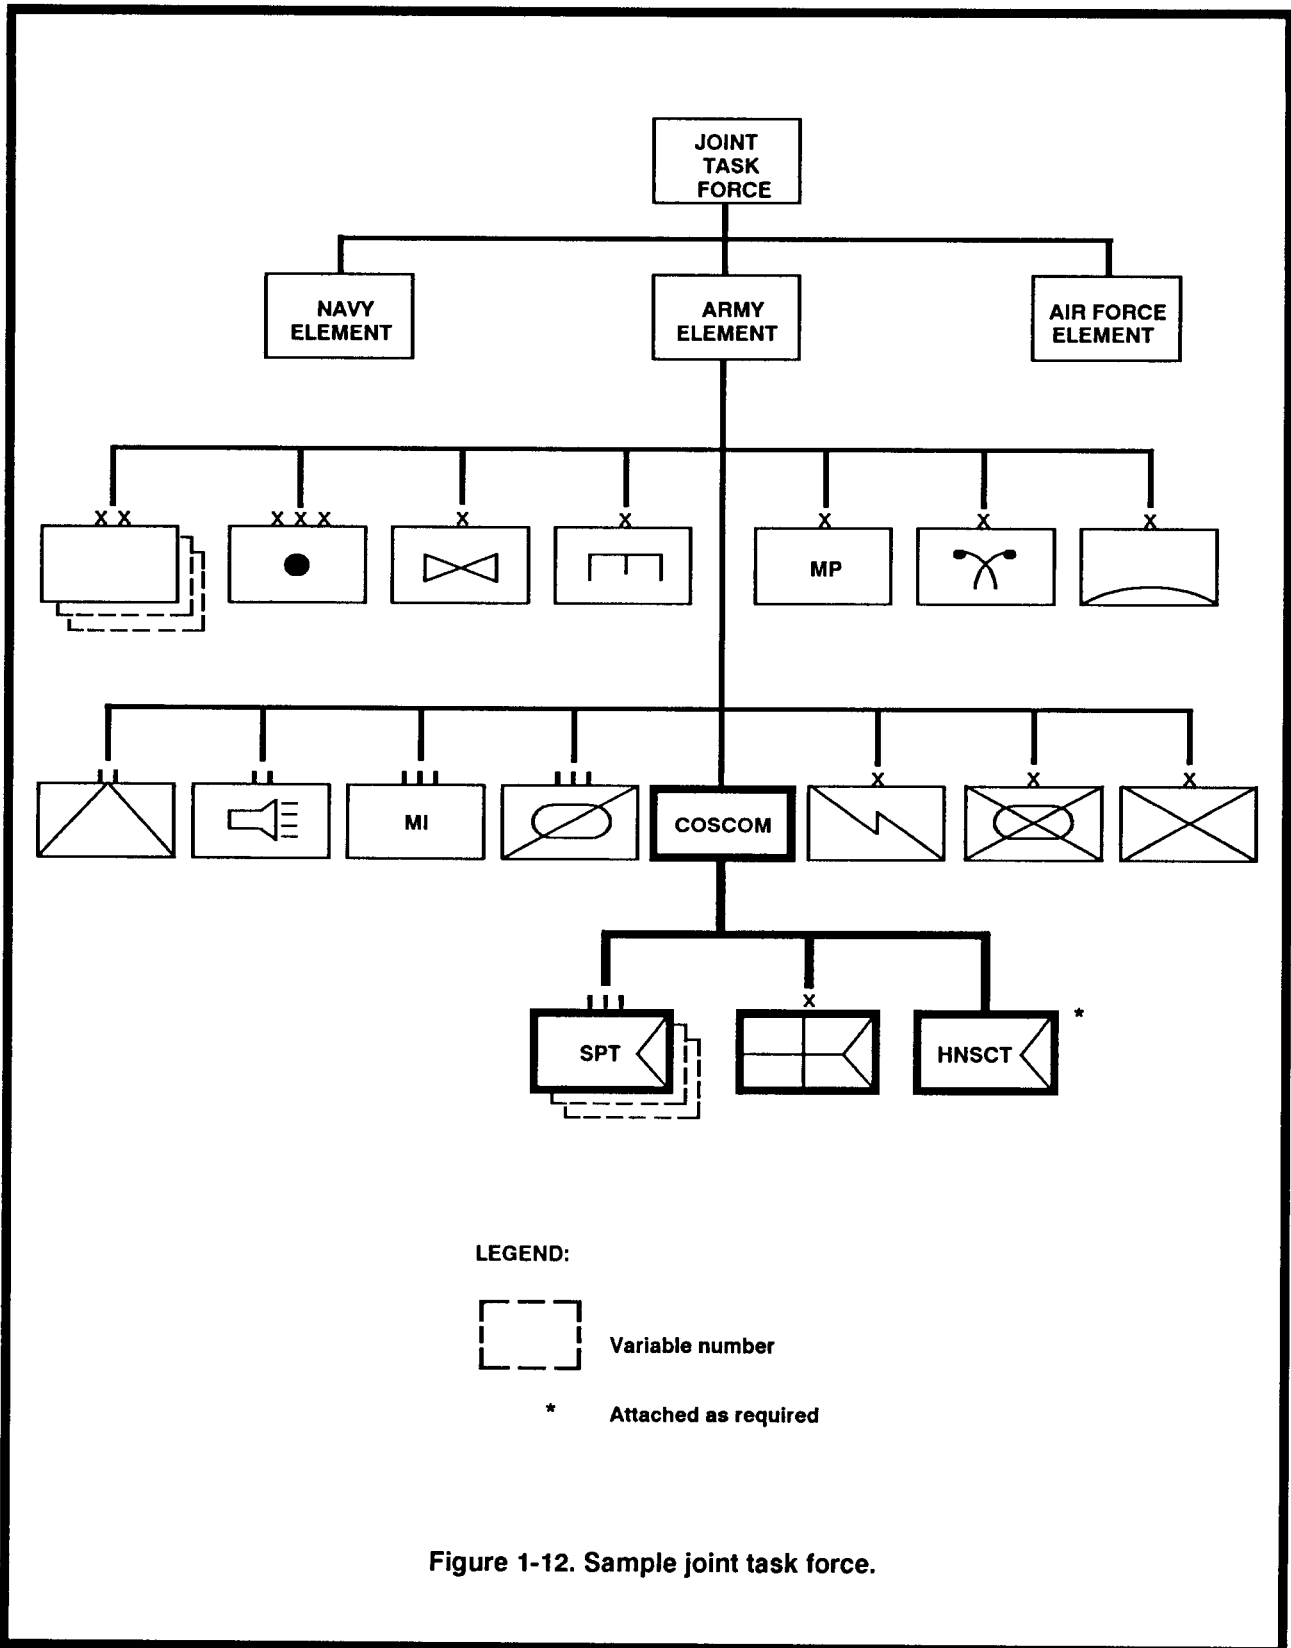 JOINT
TASK
FORCE
NAVY
ELEMENT
ARMY
ELEMENT
AIR FORCE
ELEMENT
X X
X X X
X
X
X
X
X
MP
I I
I I
I I I
I I I
X
X
X
MI
COSCOM
I I I
X
*
SPT
HNSCT
LEGEND:
Variable number
* Attached as required
Figure 1-12. Sample joint task force.